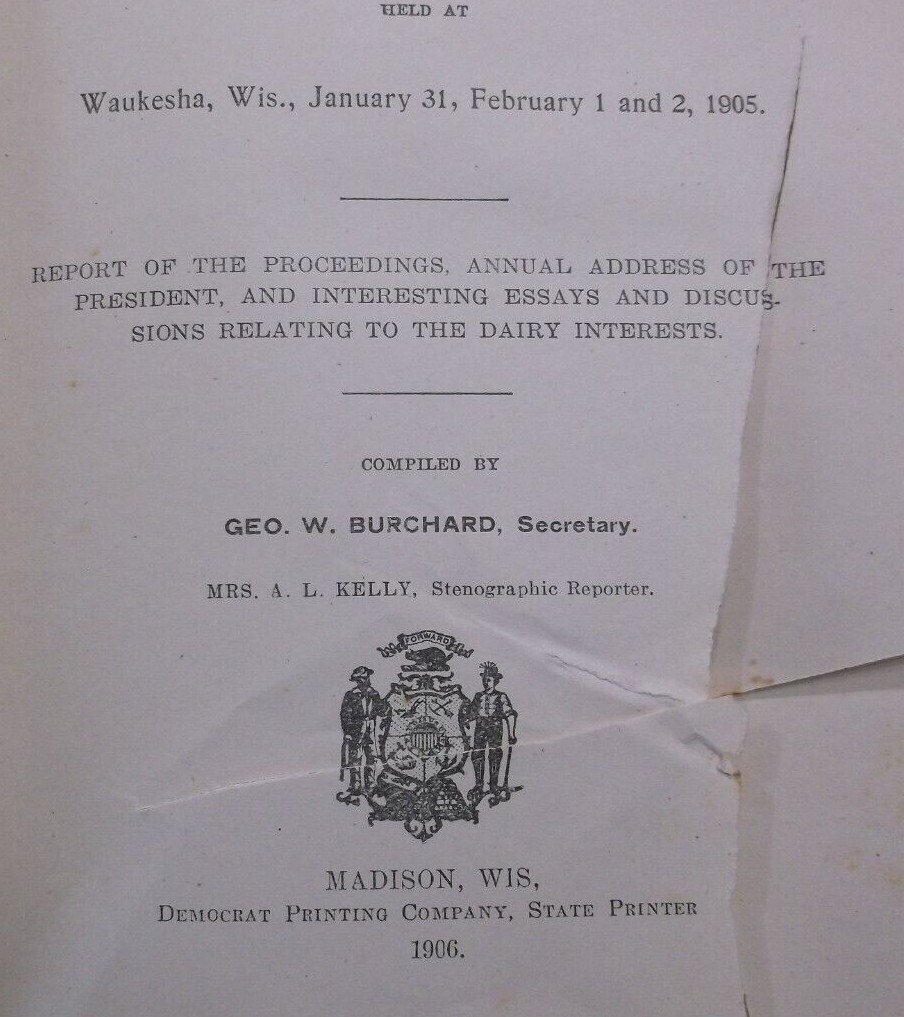 HELD AT
Waukesha, Wis., January 31, February 1 and 2, 1905.
REPORT OF THE PROCEEDINGS, ANNUAL ADDRESS OF THE
PRESIDENT, AND INTERESTING ESSAYS AND DISCUS-
SIONS RELATING TO THE DAIRY INTERESTS.
COMPILED BY
GEO. W. BURCHARD, Secretary.
MRS. A. L. KELLY, Stenographic Reporter.
FORWARD
MADISON, WIS,
DEMOCRAT PRINTING COMPANY, STATE PRINTER
1906.